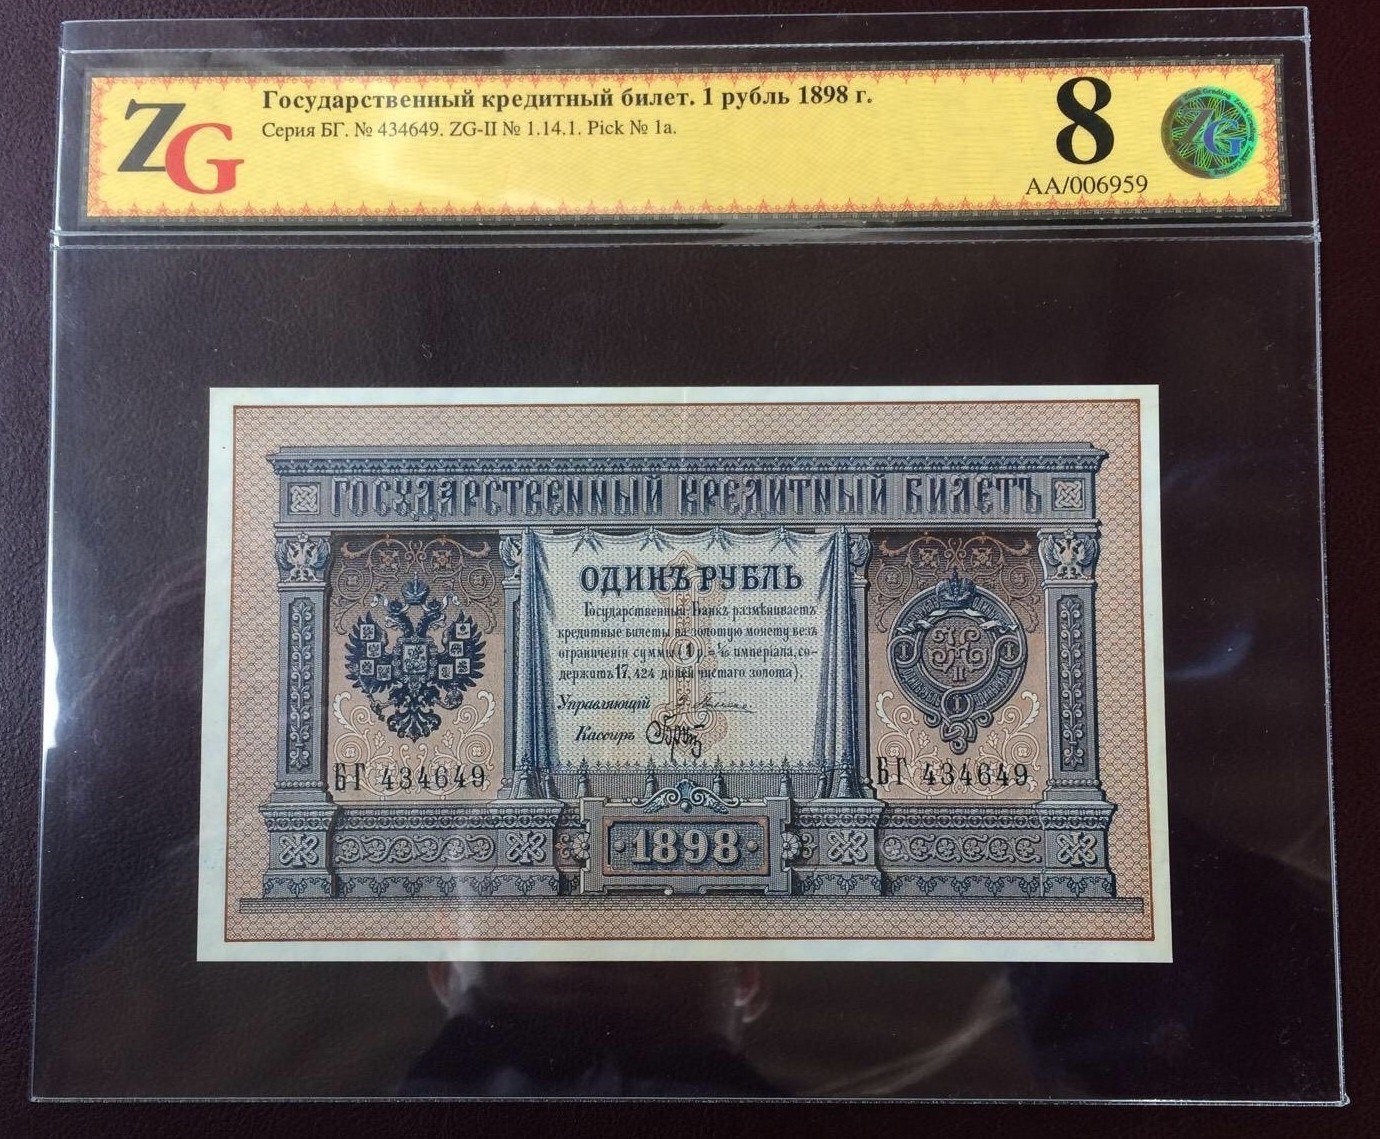 ZG
Государственный кредитный билет. 1 рубль 1898 г.
Серия БГ. № 434649. ZG-II № 1.14.1. Pick № 1a.
8
AA/006959
ZG
ГОСУДАРСТВЕННЫЙ КРЕДИТНЫЙ БИЛЕТЪ
ОДИНЪ РУБЛЬ
Государственный Банкъ размѣниваетъ
кредитные билеты на золотую монету безъ
ограниченія суммы (1 р. = 1/15 имперіала, со-
держитъ 17,424 долей чистаго золота).
Управляющій
Кассиръ
БГ 434649
БГ 434649
1898